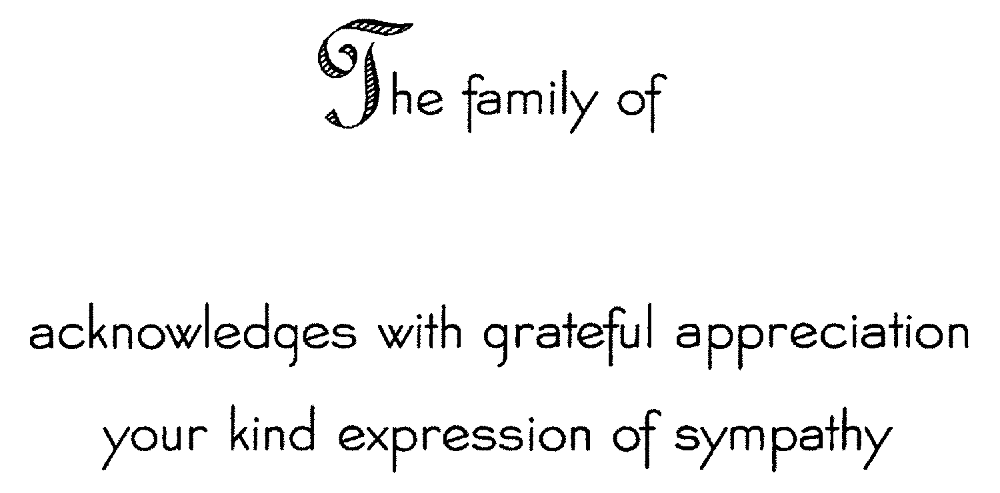 The family of
acknowledges with grateful appreciation
your kind expression of sympathy